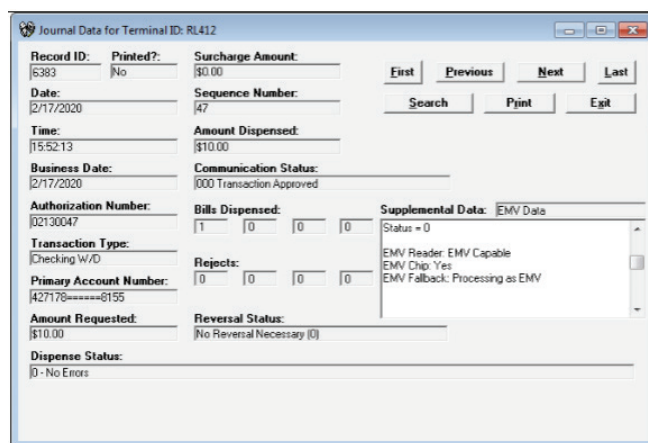 Journal Data for Terminal ID: RL412
Record ID: Printed?: Surcharge Amount:
6383 No $0.00
First Previous Next Last
Date: Sequence Number:
2/17/2020 47
Search Print Exit
Time: Amount Dispensed:
15:52:13 $10.00
Business Date: Communication Status:
2/17/2020 000 Transaction Approved
Authorization Number: Bills Dispensed: Supplemental Data: EMV Data
02130047 1 0 0 0
Status = 0
Transaction Type:
Checking W/D
EMV Reader: EMV Capable
EMV Chip: Yes
EMV Fallback: Processing as EMV
Rejects:
0 0 0 0
Primary Account Number:
427178======8155
Amount Requested: Reversal Status:
$10.00 No Reversal Necessary (0)
Dispense Status:
0 - No Errors